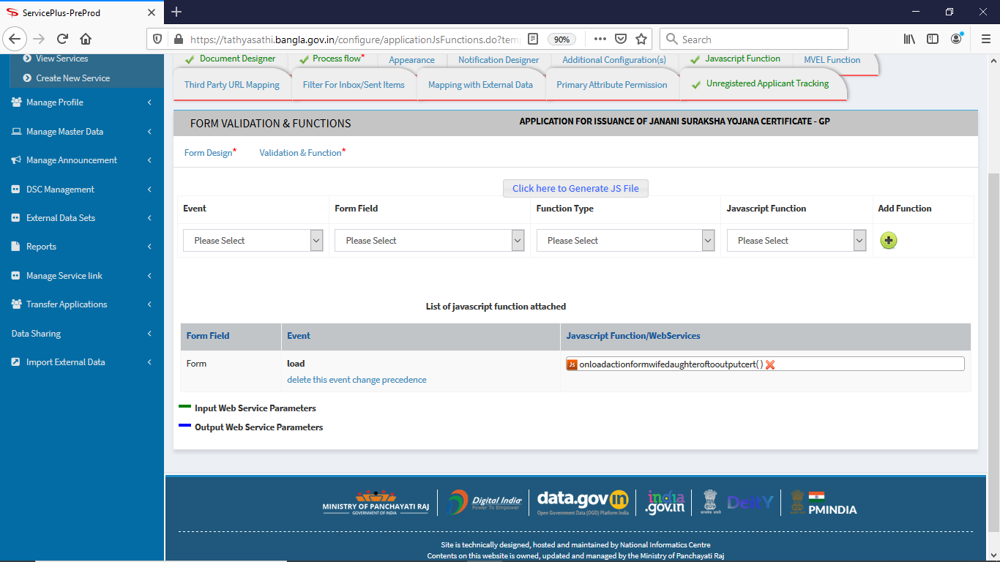 ServicePlus-PreProd
https://tathyasathi.bangla.gov.in/configure/applicationJsFunctions.do?tem
90%
Search
View Services
Create New Service
Manage Profile
Manage Master Data
Manage Announcement
DSC Management
External Data Sets
Reports
Manage Service link
Transfer Applications
Data Sharing
Import External Data
Document Designer
Process flow*
Appearance
Notification Designer
Additional Configuration(s)
Javascript Function
MVEL Function
Third Party URL Mapping
Filter For Inbox/Sent Items
Mapping with External Data
Primary Attribute Permission
Unregistered Applicant Tracking
FORM VALIDATION & FUNCTIONS
APPLICATION FOR ISSUANCE OF JANANI SURAKSHA YOJANA CERTIFICATE - GP
Form Design*
Validation & Function*
Click here to Generate JS File
Event Form Field Function Type Javascript Function Add Function
Please Select Please Select Please Select Please Select
List of javascript function attached
Form Field Event Javascript Function/WebServices
Form load Js onloadactionformwifedaughteroftooutputcert( )
delete this event change precedence
Input Web Service Parameters
Output Web Service Parameters
MINISTRY OF PANCHAYATI RAJ
GOVERNMENT OF INDIA
Digital India
Power To Empower
data.gov in
Open Government Data (OGD) Platform India
india
.gov.in
DeitY
PMINDIA
Site is technically designed, hosted and maintained by National Informatics Centre
Contents on this website is owned, updated and managed by the Ministry of Panchayati Raj